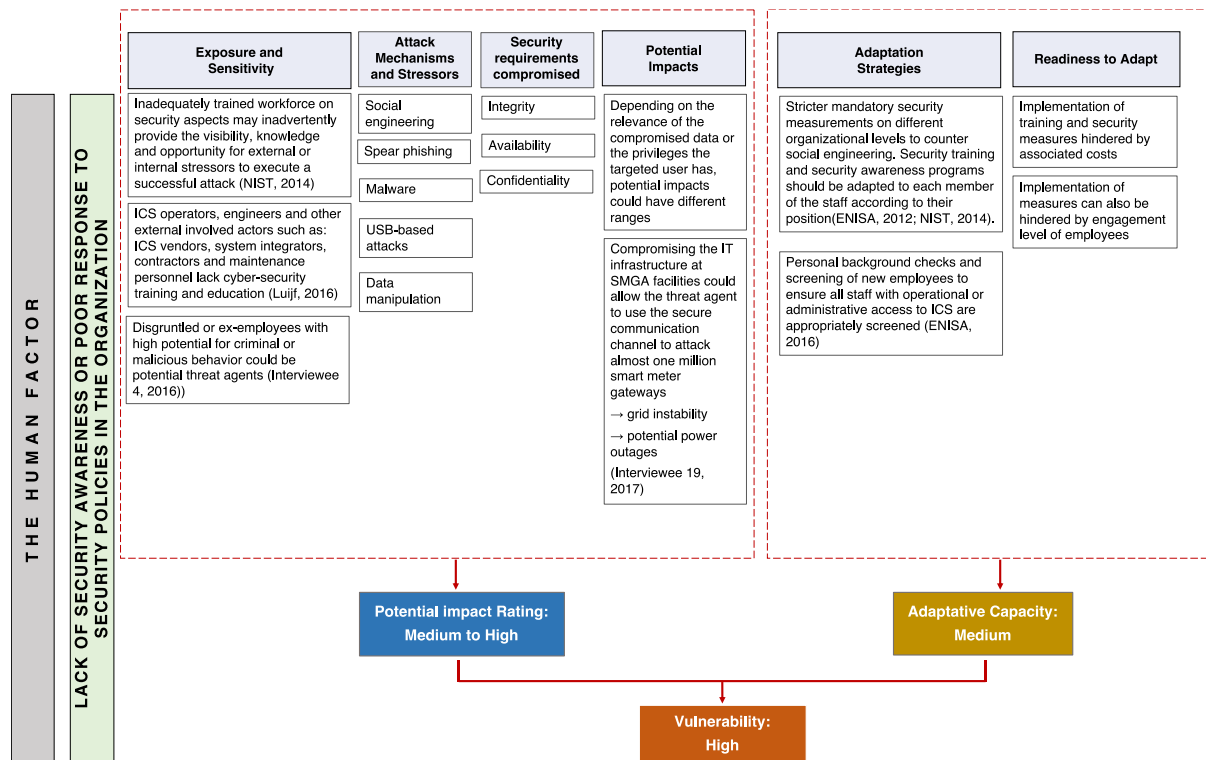 THE HUMAN FACTOR
LACK OF SECURITY AWARENESS OR POOR RESPONSE TO
SECURITY POLICIES IN THE ORGANIZATION
Exposure and
Sensitivity
Inadequately trained workforce on
security aspects may inadvertently
provide the visibility, knowledge
and opportunity for external or
internal stressors to execute a
successful attack (NIST, 2014)
ICS operators, engineers and other
external involved actors such as:
ICS vendors, system integrators,
contractors and maintenance
personnel lack cyber-security
training and education (Luijf, 2016)
Disgruntled or ex-employees with
high potential for criminal or
malicious behavior could be
potential threat agents (Interviewee
4, 2016))
Attack
Mechanisms
and Stressors
Social
engineering
Spear phishing
Malware
USB-based
attacks
Data
manipulation
Security
requirements
compromised
Integrity
Availability
Confidentiality
Potential
Impacts
Depending on the
relevance of the
compromised data or
the privileges the
targeted user has,
potential impacts
could have different
ranges
Compromising the IT
infrastructure at
SMGA facilities could
allow the threat agent
to use the secure
communication
channel to attack
almost one million
smart meter
gateways
→ grid instability
→ potential power
outages
(Interviewee 19,
2017)
Adaptation
Strategies
Stricter mandatory security
measurements on different
organizational levels to counter
social engineering. Security training
and security awareness programs
should be adapted to each member
of the staff according to their
position(ENISA, 2012; NIST, 2014).
Personal background checks and
screening of new employees to
ensure all staff with operational or
administrative access to ICS are
appropriately screened (ENISA,
2016)
Readiness to Adapt
Implementation of
training and security
measures hindered by
associated costs
Implementation of
measures can also be
hindered by engagement
level of employees
Potential impact Rating:
Medium to High
Adaptative Capacity:
Medium
Vulnerability:
High